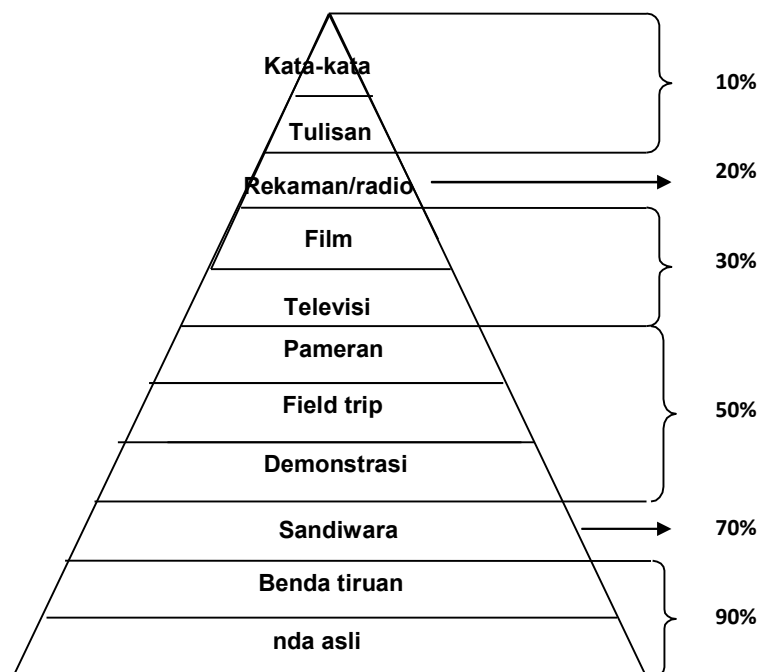 Kata-kata
10%
Tulisan
Rekaman/radio
20%
Film
30%
Televisi
Pameran
Field trip
50%
Demonstrasi
Sandiwara
70%
Benda tiruan
90%
nda asli